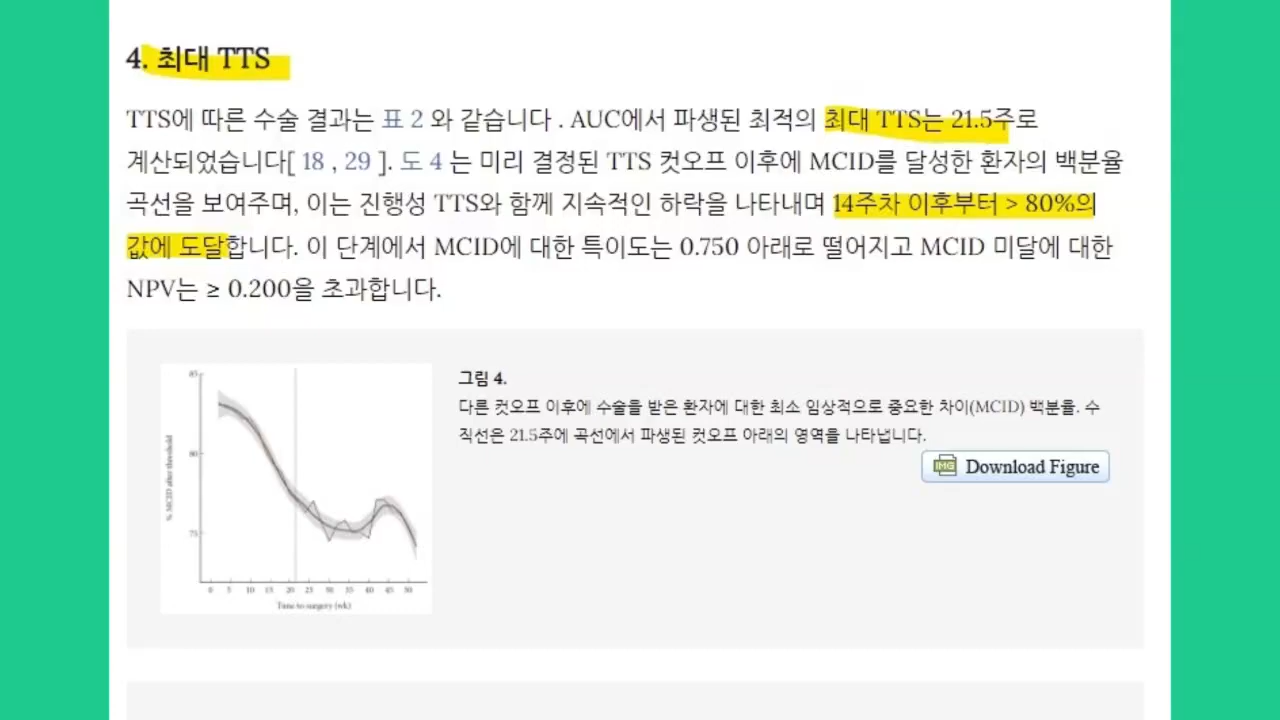 4. 최대 TTS
TTS에 따른 수술 결과는 표 2 와 같습니다 . AUC에서 파생된 최적의 최대 TTS는 21.5주로
계산되었습니다[ 18 , 29 ]. 도 4 는 미리 결정된 TTS 컷오프 이후에 MCID를 달성한 환자의 백분율
곡선을 보여주며, 이는 진행성 TTS와 함께 지속적인 하락을 나타내며 14주차 이후부터 > 80%의
값에 도달합니다. 이 단계에서 MCID에 대한 특이도는 0.750 아래로 떨어지고 MCID 미달에 대한
NPV는 ≥ 0.200을 초과합니다.
그림 4.
다른 컷오프 이후에 수술을 받은 환자에 대한 최소 임상적으로 중요한 차이(MCID) 백분율. 수
직선은 21.5주에 곡선에서 파생된 컷오프 아래의 영역을 나타냅니다.
IMG Download Figure
85
80
75
% MCID after threshold
0 5 10 15 20 25 30 35 40 45 50
Time to surgery (wk)